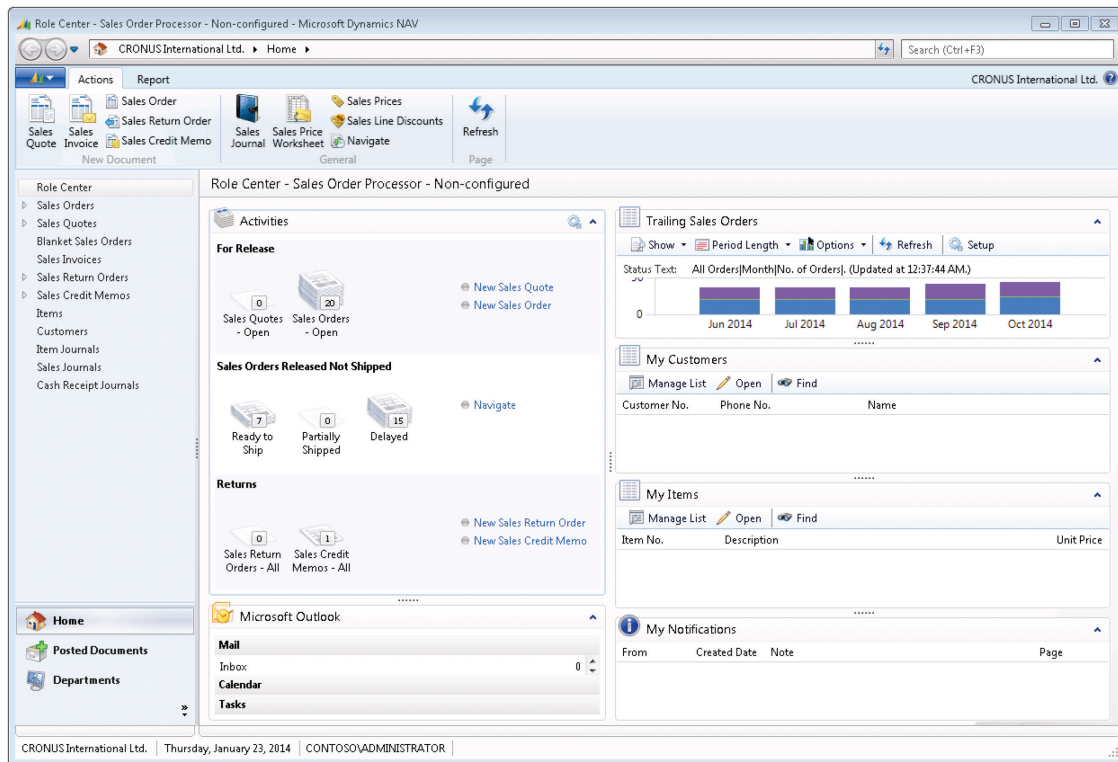 Role Center - Sales Order Processor - Non-configured - Microsoft Dynamics NAV
CRONUS International Ltd. Home
Search (Ctrl+F3)
Actions Report
CRONUS International Ltd.
Sales Quote
Sales Invoice
Sales Order
Sales Return Order
Sales Credit Memo
New Document
Sales Journal
Sales Price Worksheet
Sales Prices
Sales Line Discounts
Navigate
General
Refresh
Page
Role Center
Sales Orders
Sales Quotes
Blanket Sales Orders
Sales Invoices
Sales Return Orders
Sales Credit Memos
Items
Customers
Item Journals
Sales Journals
Cash Receipt Journals
Home
Posted Documents
Departments
Role Center - Sales Order Processor - Non-configured
Activities
For Release
0
20
Sales Quotes
- Open
Sales Orders
- Open
New Sales Quote
New Sales Order
Sales Orders Released Not Shipped
7
0
15
Ready to
Ship
Partially
Shipped
Delayed
Navigate
Returns
0
1
Sales Return
Orders - All
Sales Credit
Memos - All
New Sales Return Order
New Sales Credit Memo
Microsoft Outlook
Mail
Inbox 0
Calendar
Tasks
Trailing Sales Orders
Show Period Length Options Refresh Setup
Status Text: All Orders|Month|No. of Orders|. (Updated at 12:37:44 AM.)
0
Jun 2014 Jul 2014 Aug 2014 Sep 2014 Oct 2014
My Customers
Manage List Open Find
Customer No. Phone No. Name
My Items
Manage List Open Find
Item No. Description Unit Price
My Notifications
From Created Date Note Page
CRONUS International Ltd. Thursday, January 23, 2014 CONTOSO\ADMINISTRATOR